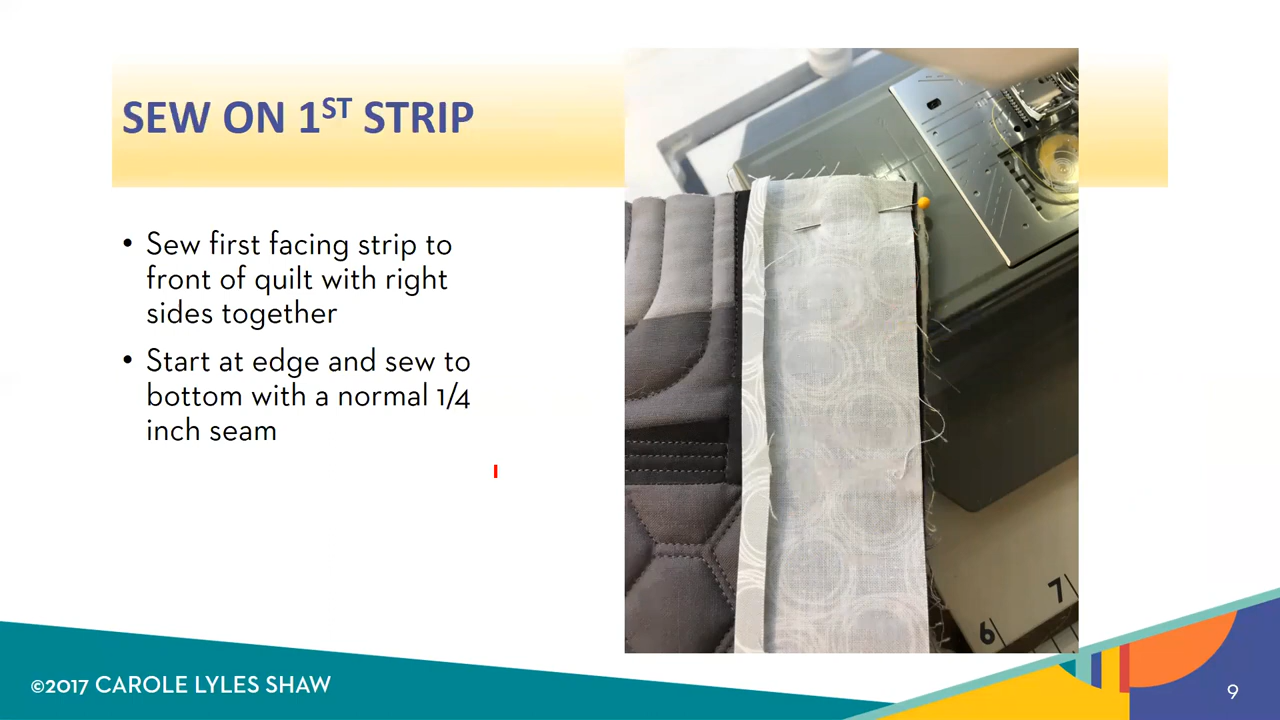 SEW ON 1ST STRIP
• Sew first facing strip to
front of quilt with right
sides together
• Start at edge and sew to
bottom with a normal 1/4
inch seam
7
6
©2017 CAROLE LYLES SHAW
9